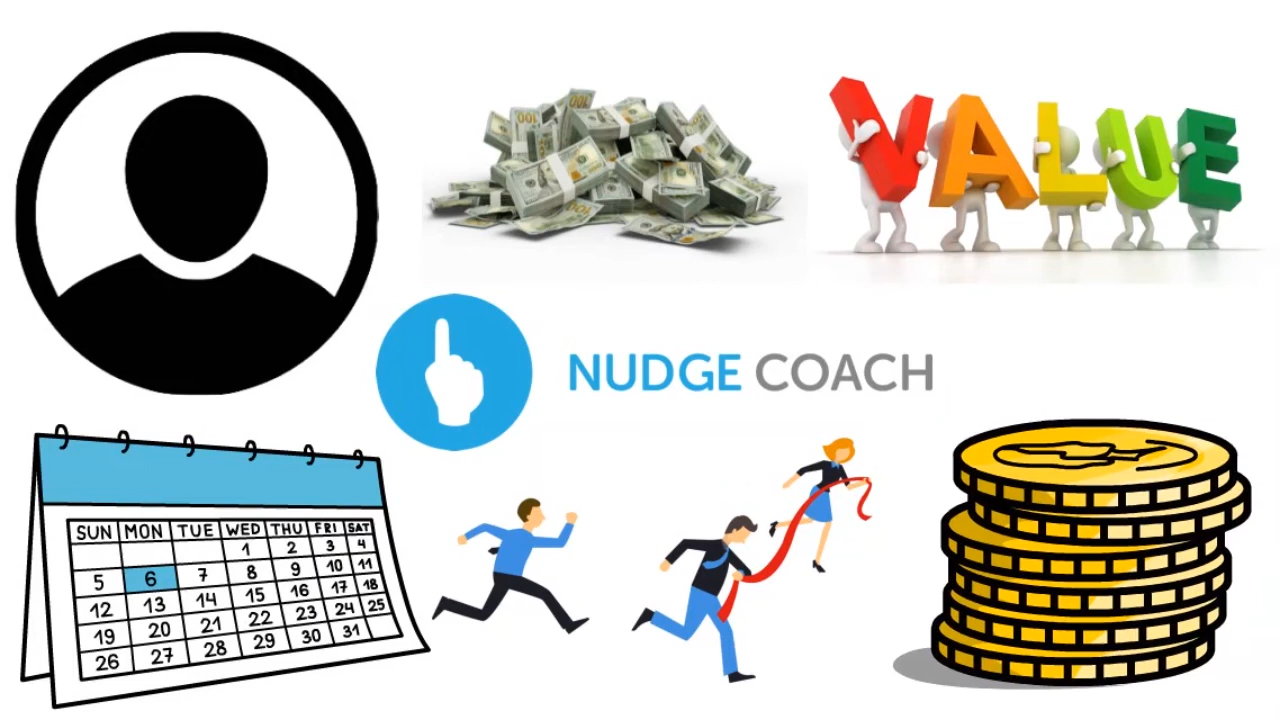 VALUE
NUDGE COACH
SUN MON TUE WED THU FRI SAT
1 2 3 4
5 6 7 8 9 10 11
12 13 14 15 16 17 18
19 20 21 22 23 24 25
26 27 28 29 30 31